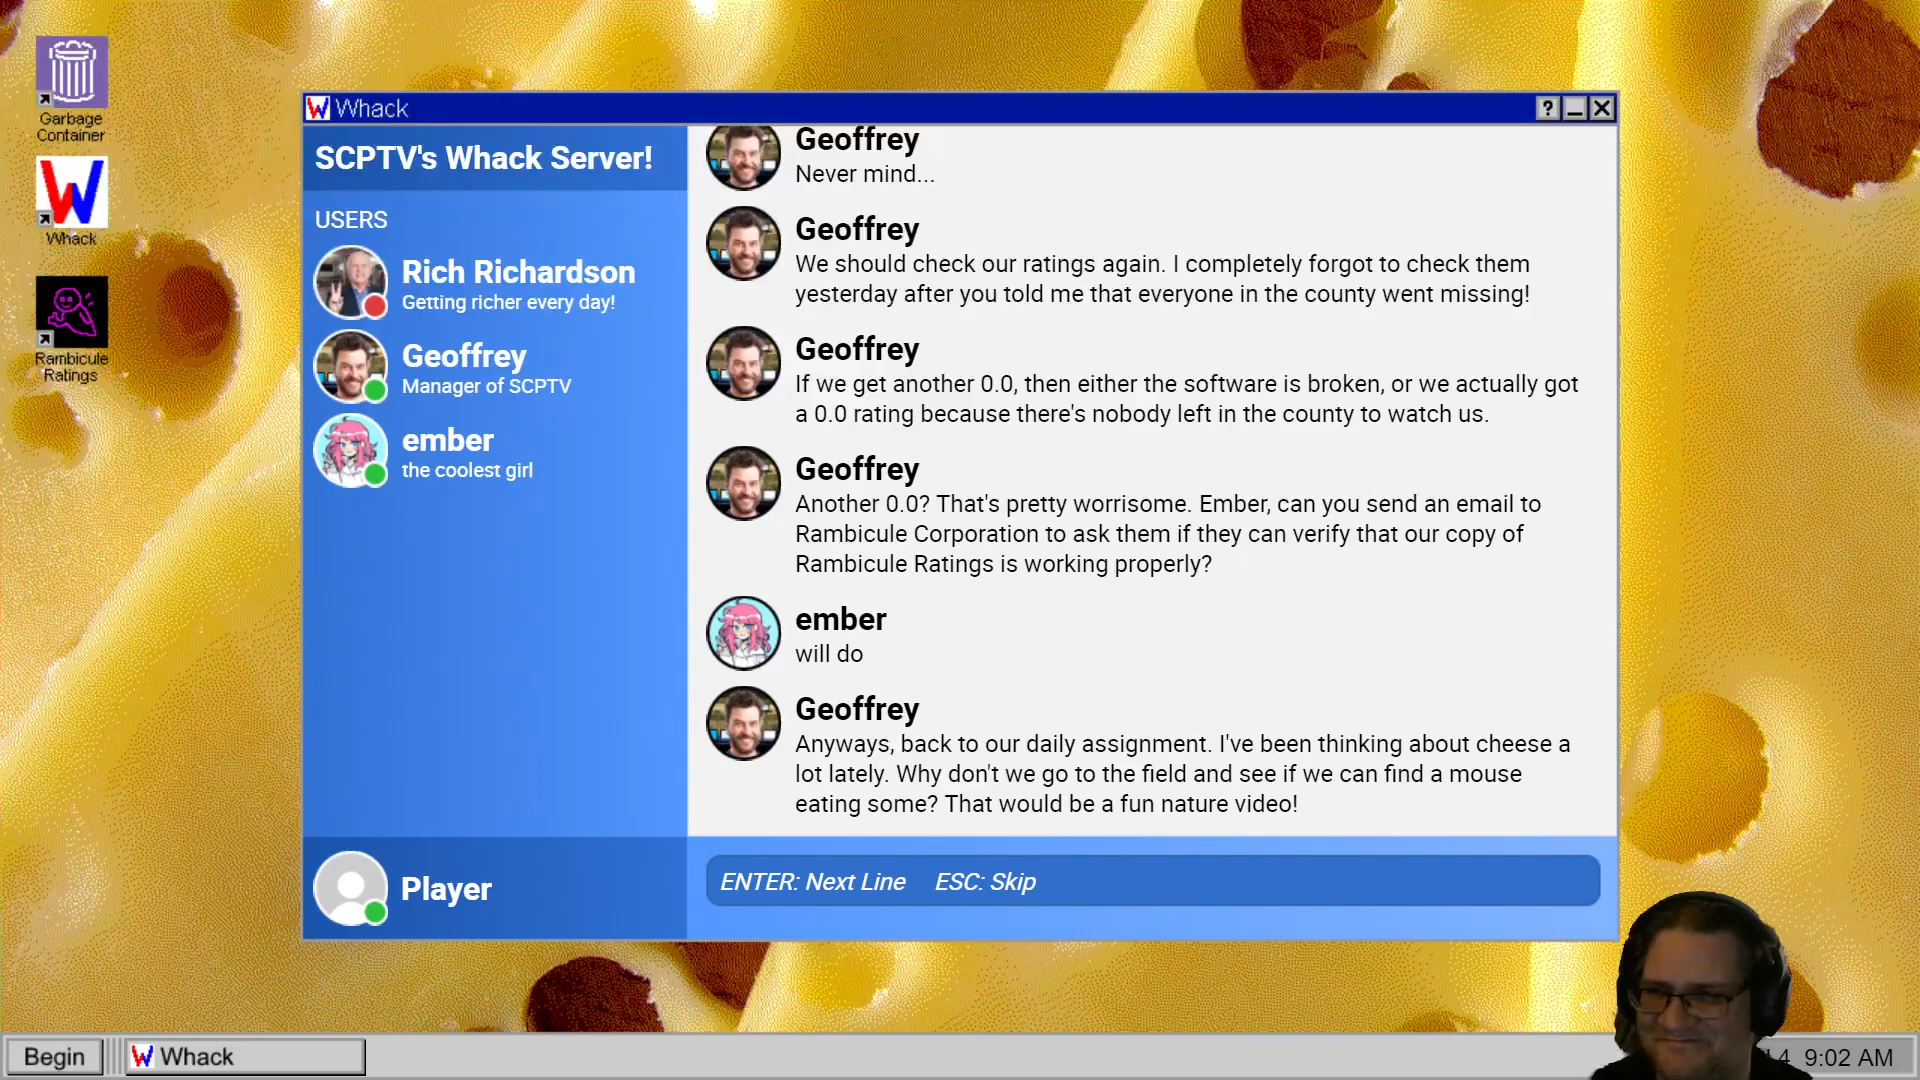 Garbage
Container
Whack
Rambicule
Ratings
Whack
?
SCPTV's Whack Server!
USERS
Rich Richardson
Getting richer every day!
Geoffrey
Manager of SCPTV
ember
the coolest girl
Player
Geoffrey
Never mind...
Geoffrey
We should check our ratings again. I completely forgot to check them
yesterday after you told me that everyone in the county went missing!
Geoffrey
If we get another 0.0, then either the software is broken, or we actually got
a 0.0 rating because there's nobody left in the county to watch us.
Geoffrey
Another 0.0? That's pretty worrisome. Ember, can you send an email to
Rambicule Corporation to ask them if they can verify that our copy of
Rambicule Ratings is working properly?
ember
will do
Geoffrey
Anyways, back to our daily assignment. I've been thinking about cheese a
lot lately. Why don't we go to the field and see if we can find a mouse
eating some? That would be a fun nature video!
ENTER: Next Line ESC: Skip
Begin
Whack
4 9:02 AM